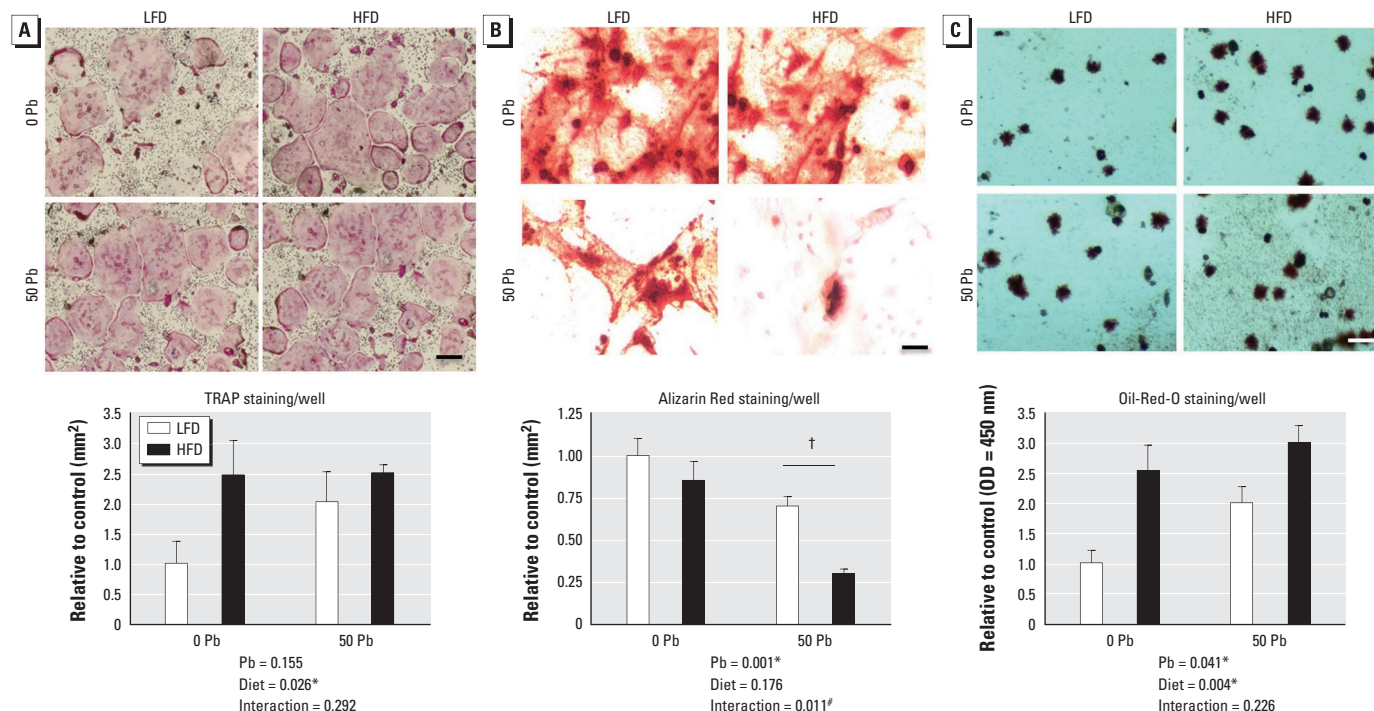 A
LFD
HFD
0 Pb
50 Pb
TRAP staining/well
Relative to control (mm²)
3.5
3.0
2.5
2.0
1.5
1.0
0.5
0
LFD
HFD
0 Pb
50 Pb
Pb = 0.155
Diet = 0.026*
Interaction = 0.292
B
LFD
HFD
0 Pb
50 Pb
Alizarin Red staining/well
Relative to control (mm²)
1.25
1.00
0.75
0.50
0.25
0
†
0 Pb
50 Pb
Pb = 0.001*
Diet = 0.176
Interaction = 0.011#
C
LFD
HFD
0 Pb
50 Pb
Oil-Red-O staining/well
Relative to control (OD = 450 nm)
3.5
3.0
2.5
2.0
1.5
1.0
0.5
0
0 Pb
50 Pb
Pb = 0.041*
Diet = 0.004*
Interaction = 0.226